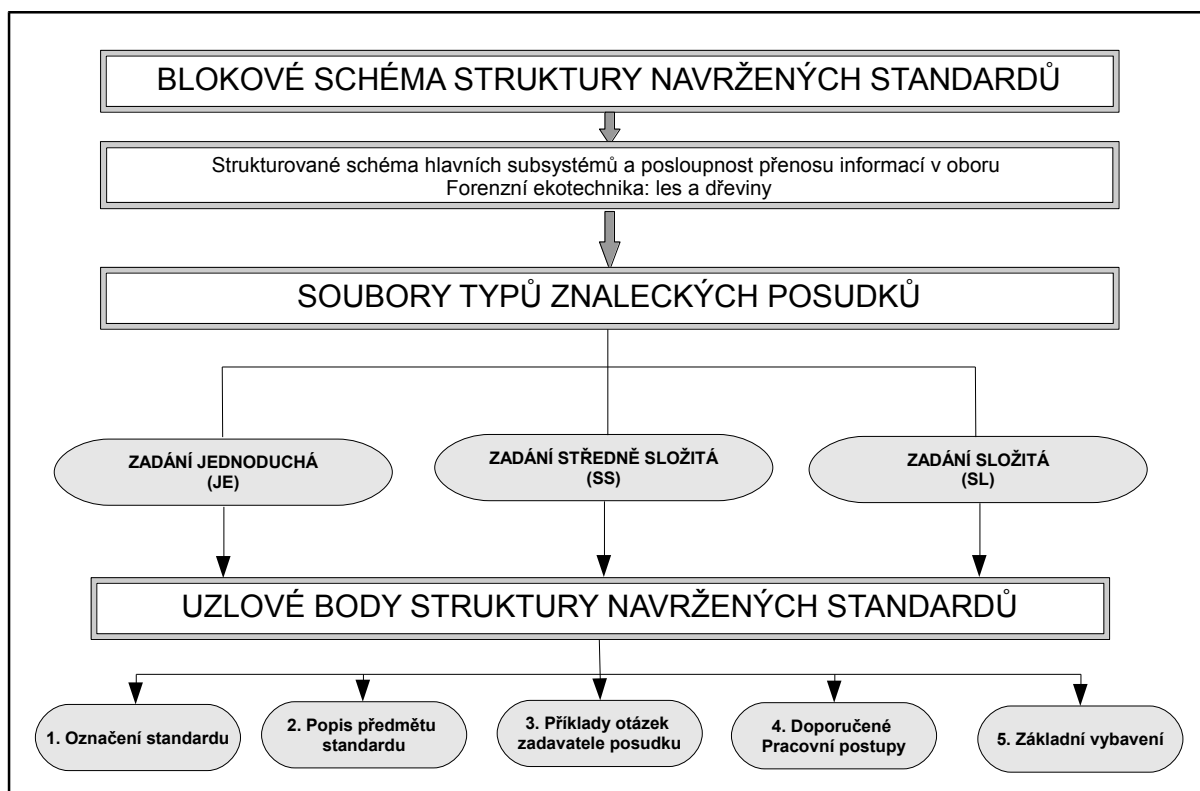 BLOKOVÉ SCHÉMA STRUKTURY NAVRŽENÝCH STANDARDŮ
Strukturované schéma hlavních subsystémů a posloupnost přenosu informací v oboru
Forenzní ekotechnika: les a dřeviny
SOUBORY TYPŮ ZNALECKÝCH POSUDKŮ
ZADÁNÍ JEDNODUCHÁ
(JE)
ZADÁNÍ STŘEDNĚ SLOŽITÁ
(SS)
ZADÁNÍ SLOŽITÁ
(SL)
UZLOVÉ BODY STRUKTURY NAVRŽENÝCH STANDARDŮ
1. Označení standardu
2. Popis předmětu
standardu
3. Příklady otázek
zadavatele posudku
4. Doporučené
Pracovní postupy
5. Základní vybavení